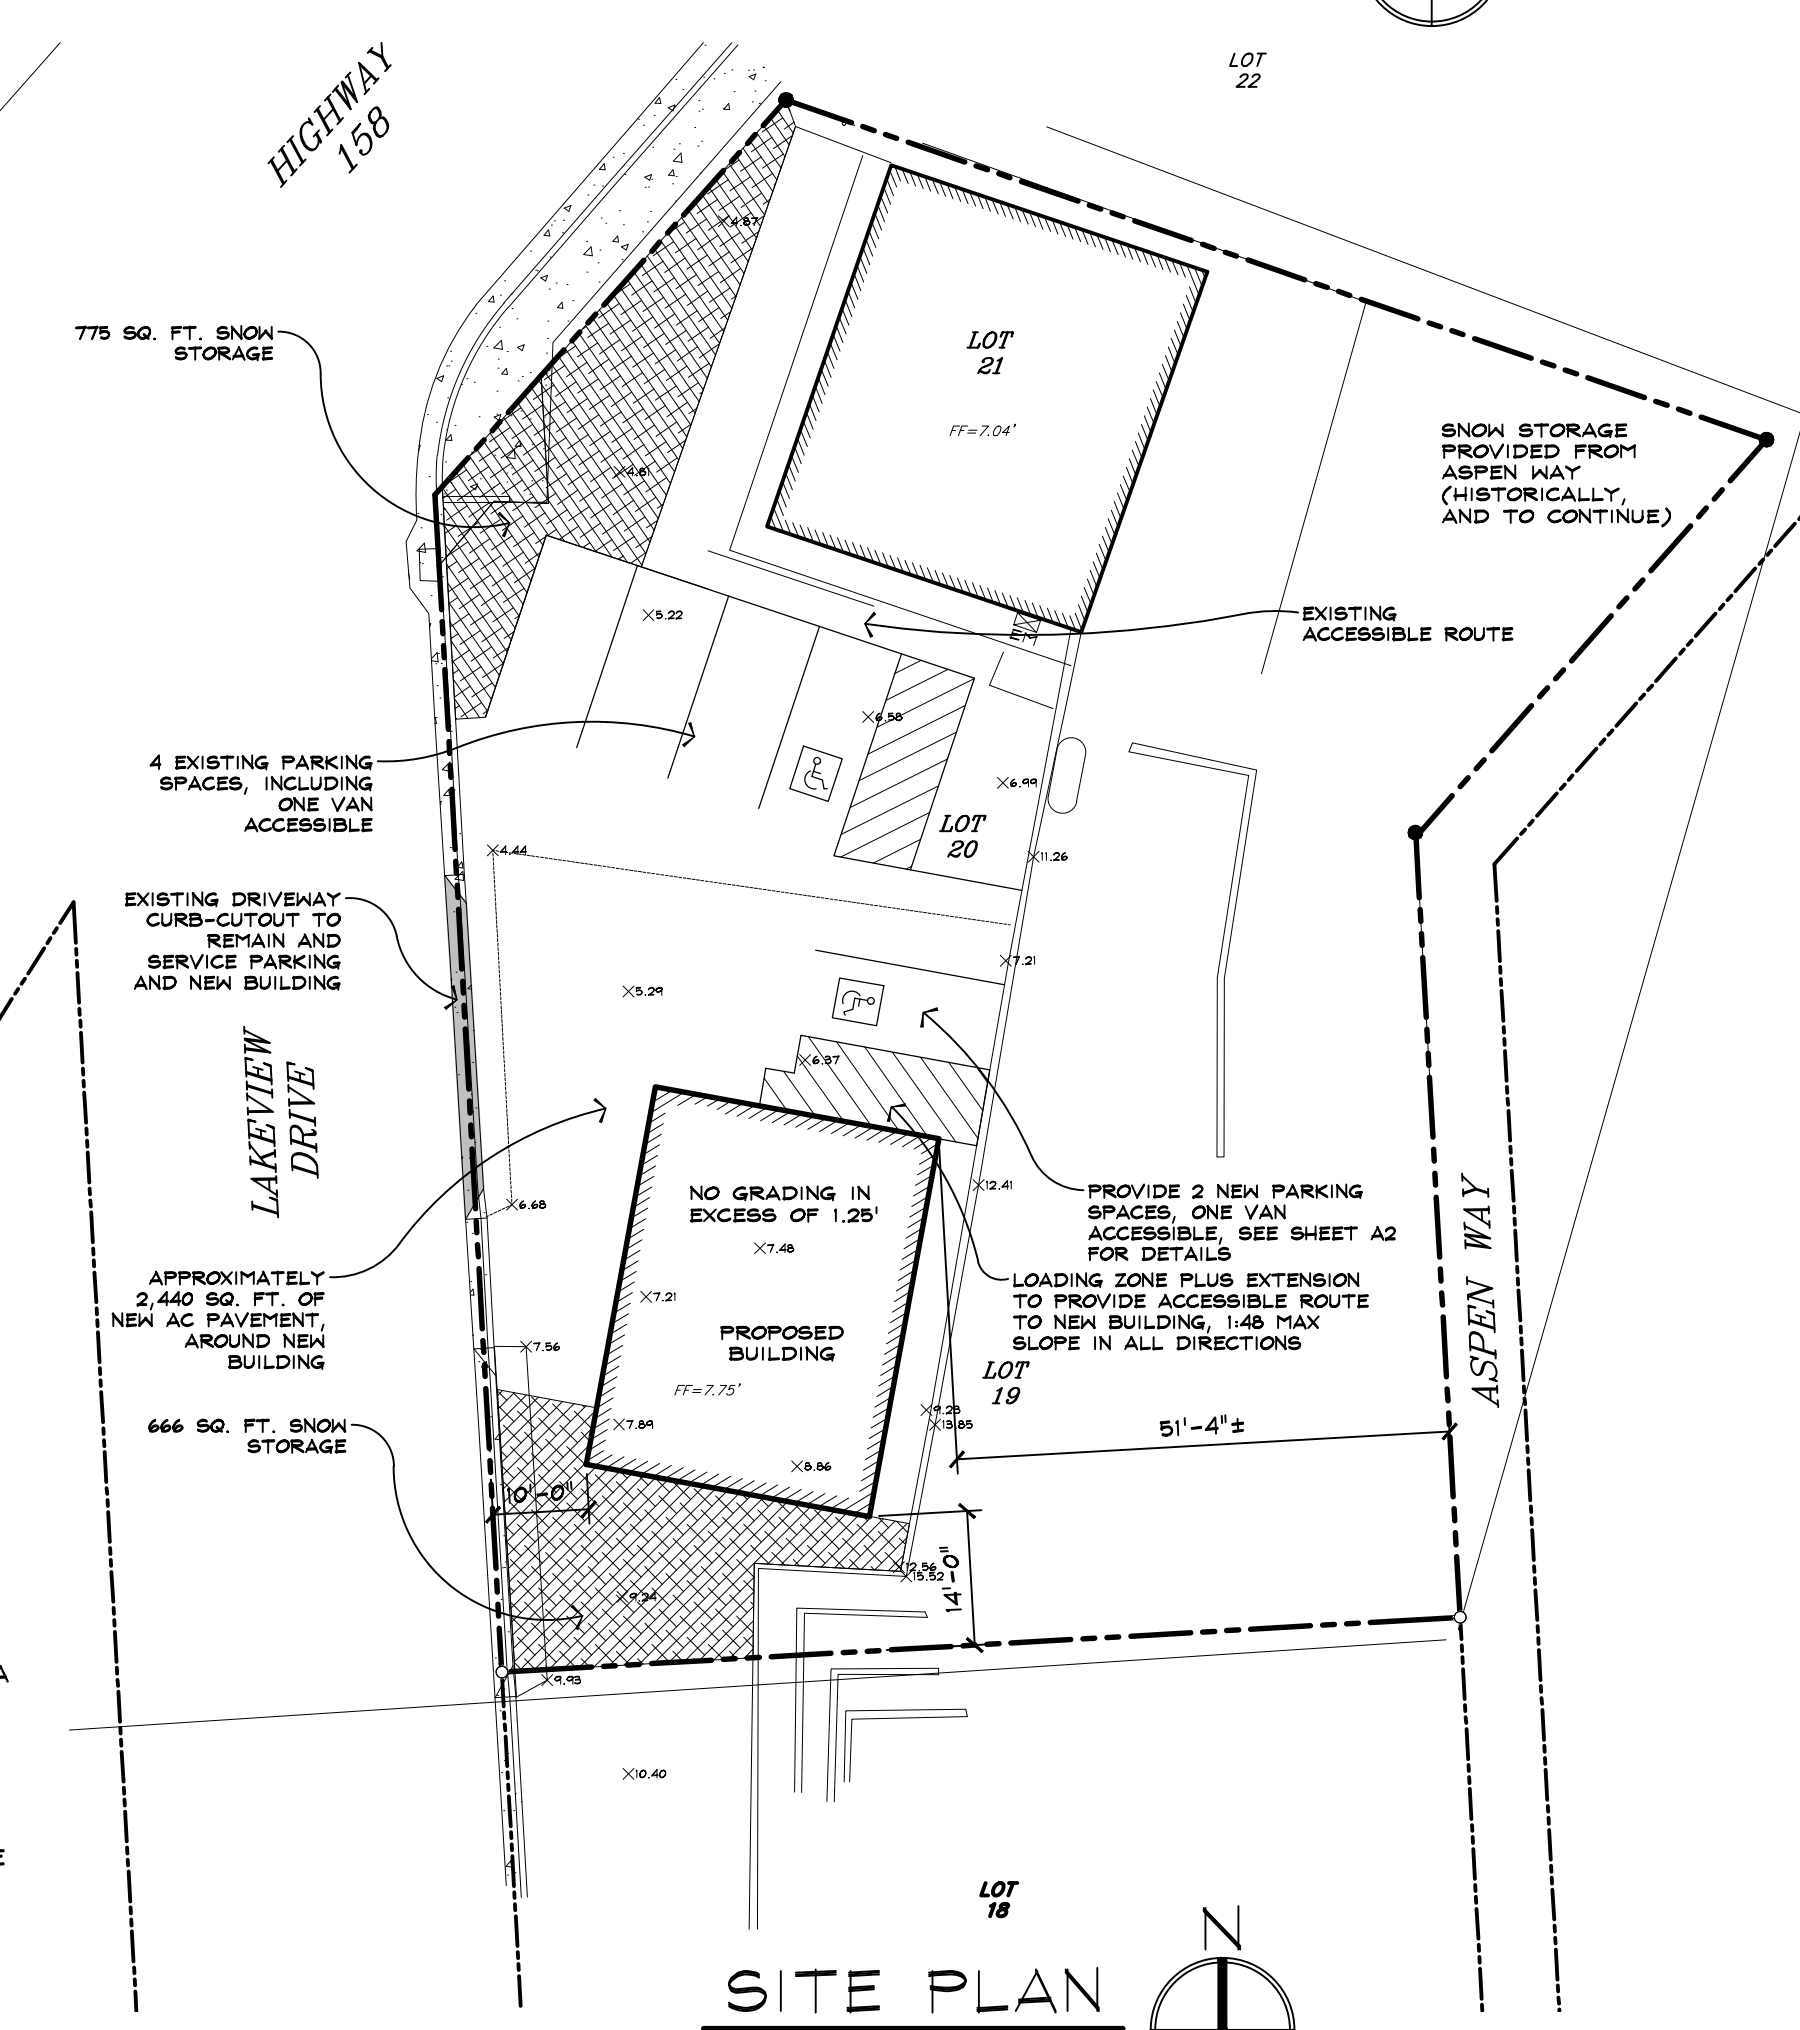 LOT
22
HIGHWAY
158
4.87
775 SQ. FT. SNOW
STORAGE
LOT
21
FF=7.04'
4.81
SNOW STORAGE
PROVIDED FROM
ASPEN WAY
(HISTORICALLY,
AND TO CONTINUE)
5.22
EXISTING
ACCESSIBLE ROUTE
EM
6.58
4 EXISTING PARKING
SPACES, INCLUDING
ONE VAN
ACCESSIBLE
6.99
LOT
20
4.44
11.26
EXISTING DRIVEWAY
CURB-CUTOUT TO
REMAIN AND
SERVICE PARKING
AND NEW BUILDING
7.21
5.29
6.37
LAKEVIEW
DRIVE
NO GRADING IN
EXCESS OF 1.25'
12.41
PROVIDE 2 NEW PARKING
SPACES, ONE VAN
ACCESSIBLE, SEE SHEET A2
FOR DETAILS
6.68
7.48
ASPEN WAY
APPROXIMATELY
2,440 SQ. FT. OF
NEW AC PAVEMENT,
AROUND NEW
BUILDING
7.21
LOADING ZONE PLUS EXTENSION
TO PROVIDE ACCESSIBLE ROUTE
TO NEW BUILDING, 1:48 MAX
SLOPE IN ALL DIRECTIONS
PROPOSED
BUILDING
7.56
LOT
19
FF=7.75'
9.23
13.85
7.89
51'-4"±
666 SQ. FT. SNOW
STORAGE
8.86
10'-0"
12.56
15.52
14'-0"
9.24
9.93
10.40
LOT
18
N
SITE PLAN